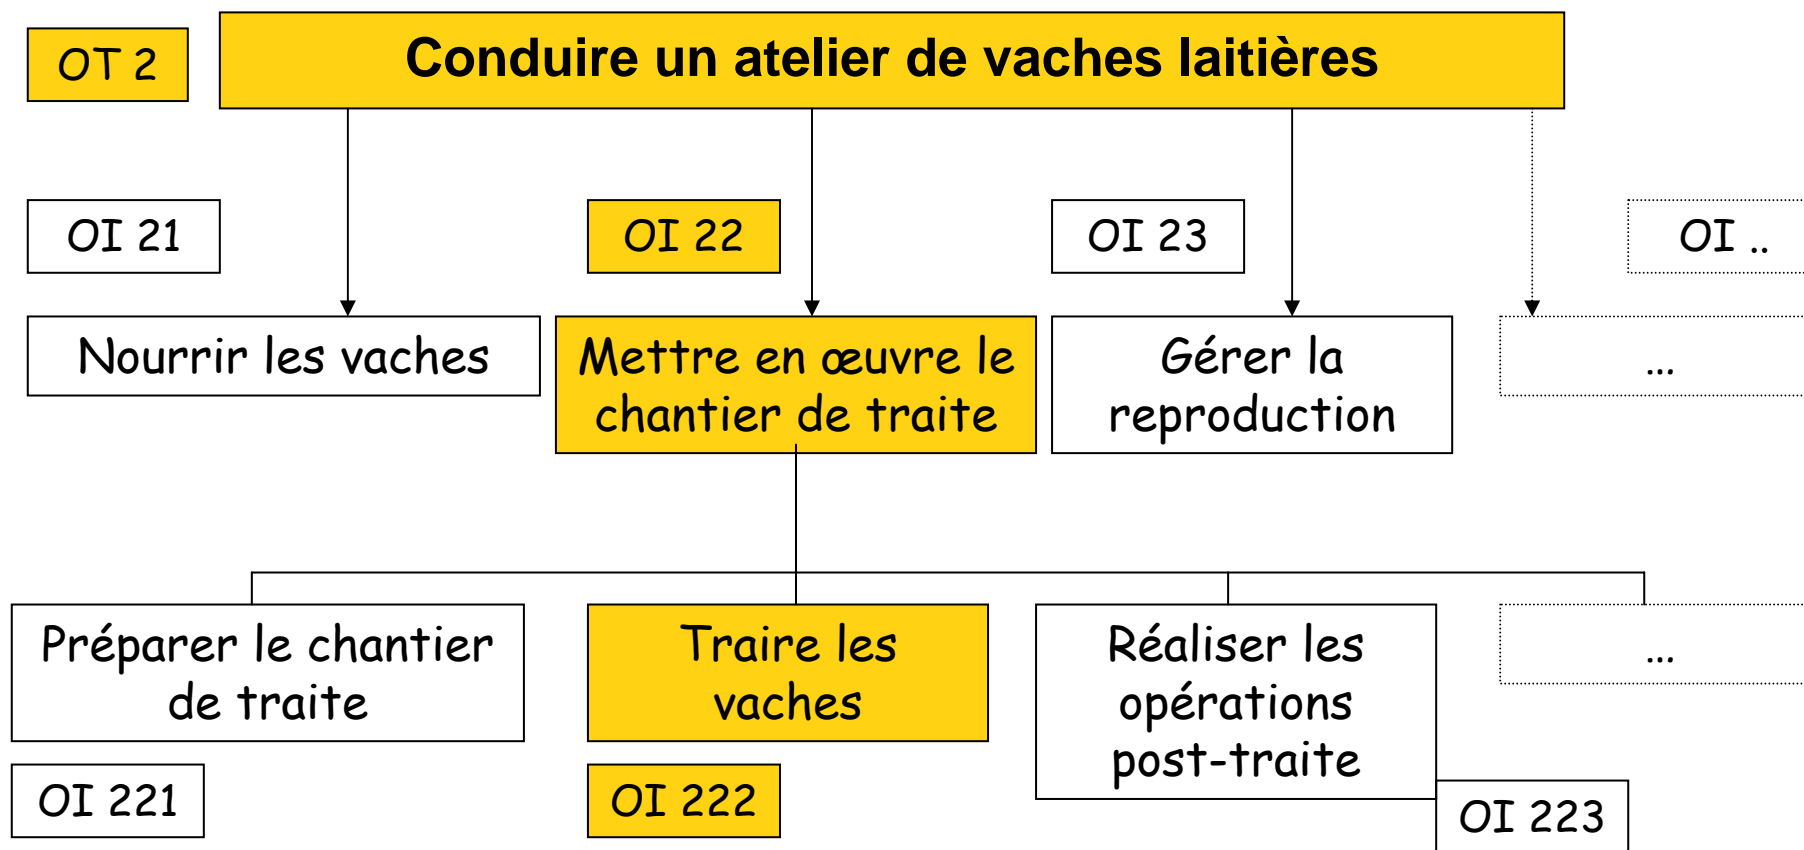 OT 2
Conduire un atelier de vaches laitières
OI 21
OI 22
OI 23
OI ..
Nourrir les vaches
Mettre en œuvre le
chantier de traite
Gérer la
reproduction
...
Préparer le chantier
de traite
Traire les
vaches
Réaliser les
opérations
post-traite
...
OI 221
OI 222
OI 223